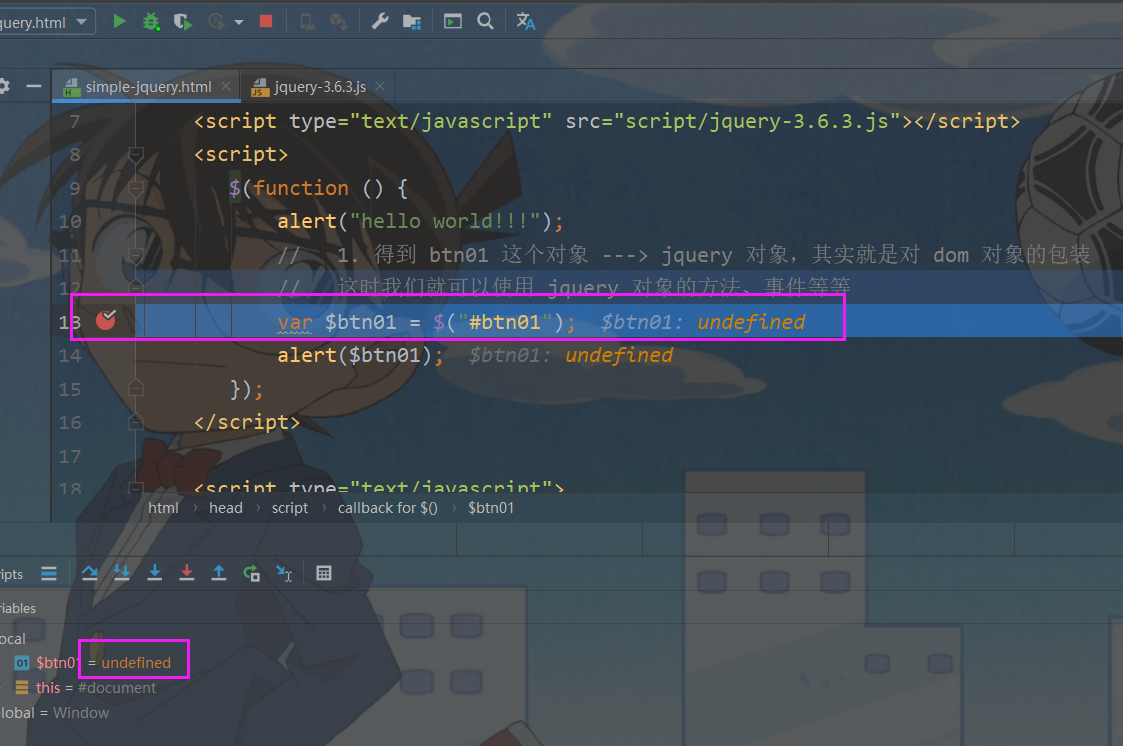 query.html
simple-jquery.html jquery-3.6.3.js
7 <script type="text/javascript" src="script/jquery-3.6.3.js"></script>
8 <script>
9 $(function () {
10 alert("hello world!!!");
11 // 1. 得到 btn01 这个对象 ---> jquery 对象，其实就是对 dom 对象的包装
12 // 这时我们就可以使用 jquery 对象的方法、事件等等
13 var $btn01 = $("#btn01"); $btn01: undefined
14 alert($btn01); $btn01: undefined
15 });
16 </script>
17
18 <script type="text/javascript">
html › head › script › callback for $() › $btn01
ipts
riables
ocal
01 $btn01 = undefined
this = #document
lobal = Window